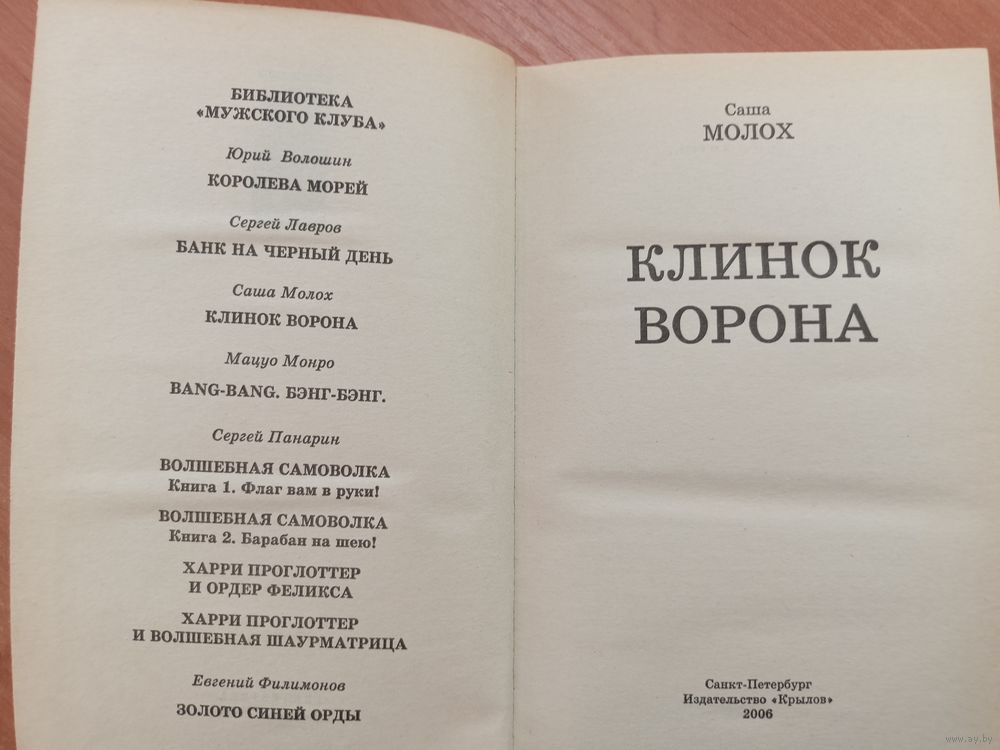 БИБЛИОТЕКА
«МУЖСКОГО КЛУБА»
Юрий Волошин
КОРОЛЕВА МОРЕЙ
Сергей Лавров
БАНК НА ЧЕРНЫЙ ДЕНЬ
Саша Молох
КЛИНОК ВОРОНА
Мацуо Монро
BANG-BANG. БЭНГ-БЭНГ.
Сергей Панарин
ВОЛШЕБНАЯ САМОВОЛКА
Книга 1. Флаг вам в руки!
ВОЛШЕБНАЯ САМОВОЛКА
Книга 2. Барабан на шею!
ХАРРИ ПРОГЛОТТЕР
И ОРДЕР ФЕЛИКСА
ХАРРИ ПРОГЛОТТЕР
И ВОЛШЕБНАЯ ШАУРМАТРИЦА
Евгений Филимонов
ЗОЛОТО СИНЕЙ ОРДЫ
Саша
МОЛОХ
КЛИНОК
ВОРОНА
Санкт-Петербург
Издательство «Крылов»
2006
www.ay.by